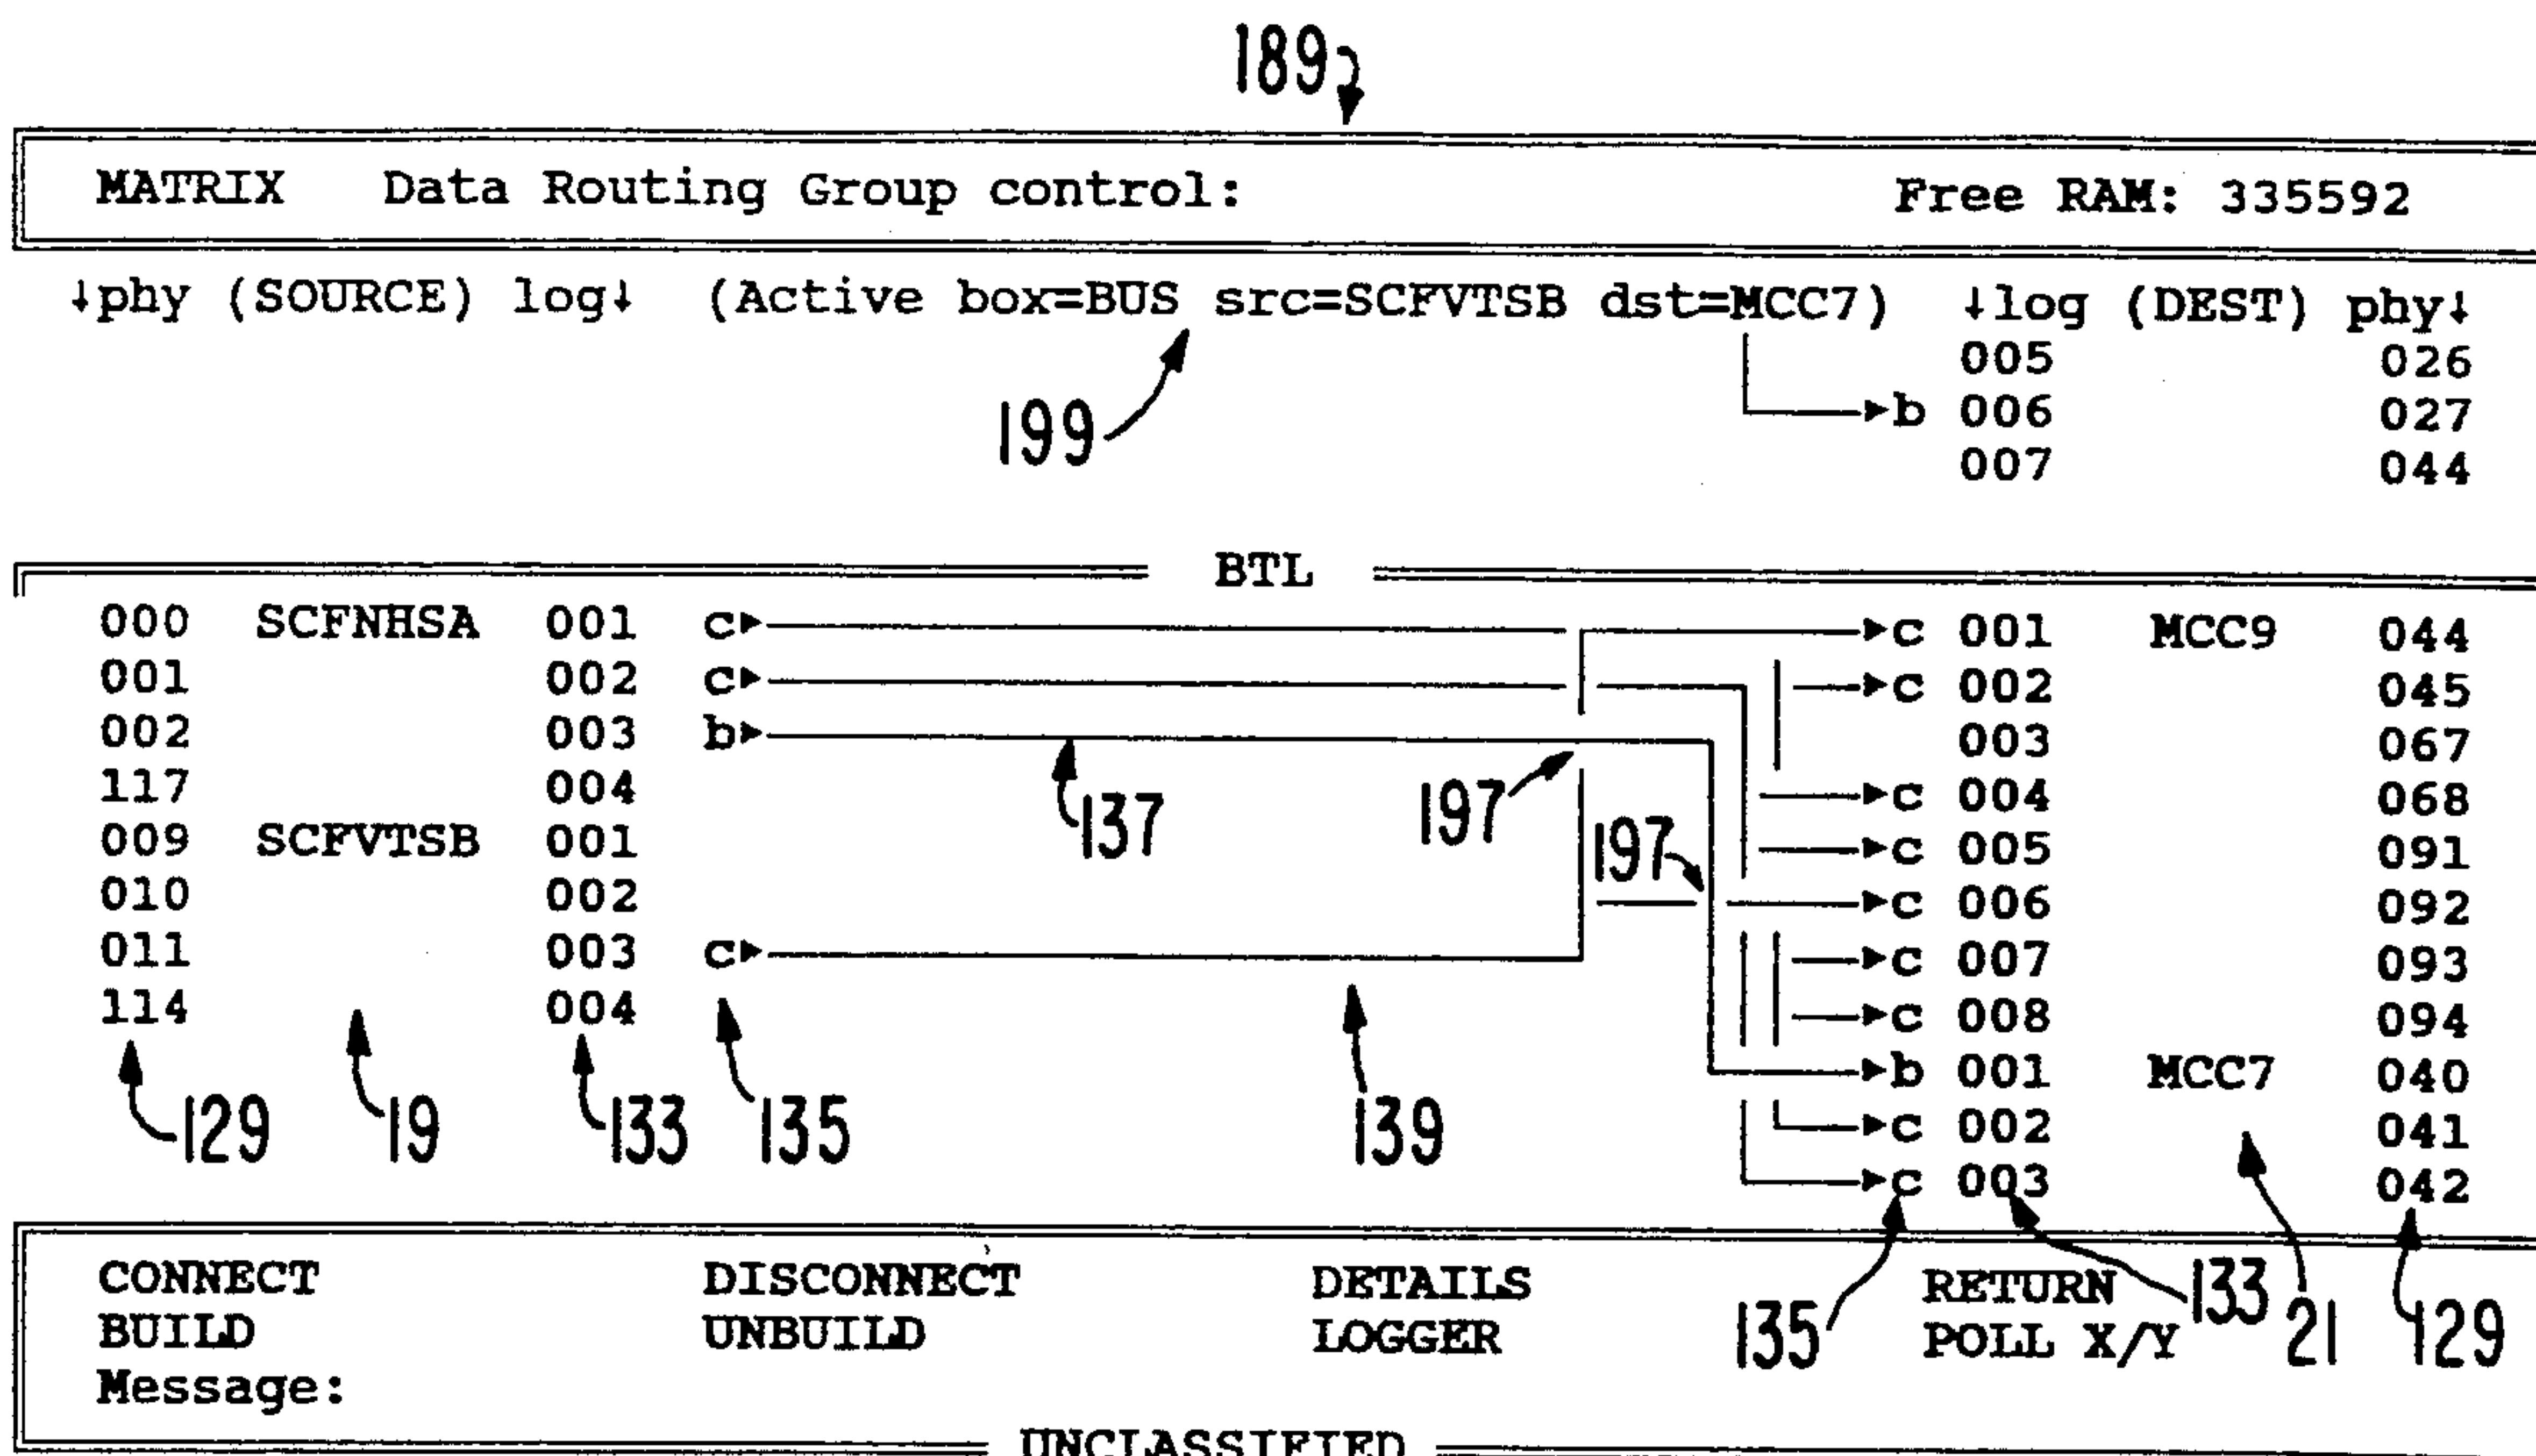 189
MATRIX Data Routing Group control: Free RAM: 335592
↓phy (SOURCE) log↓ (Active box=BUS src=SCFVTSB dst=MCC7) ↓log (DEST) phy↓
005 026
b 006 027
199
007 044
BTL
000 SCFNHSA 001 c c 001 MCC9 044
001 002 c c 002 045
002 003 b 003 067
117 004 c 004 068
137 197
009 SCFVTSB 001 c 005 091
197
010 002 c 006 092
011 003 c c 007 093
114 004 c 008 094
b 001 MCC7 040
129 19 133 135 139 c 002 041
c 003 042
CONNECT DISCONNECT DETAILS RETURN
BUILD UNBUILD LOGGER POLL X/Y
135 133 21 129
Message:
UNCLASSIFIED